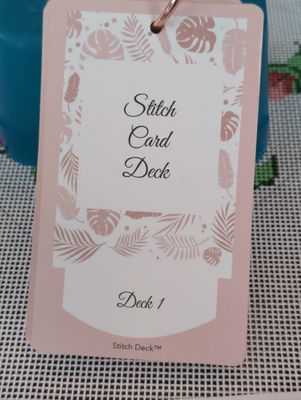 Stitch
Card
Deck
Deck 1
Stitch Deck™